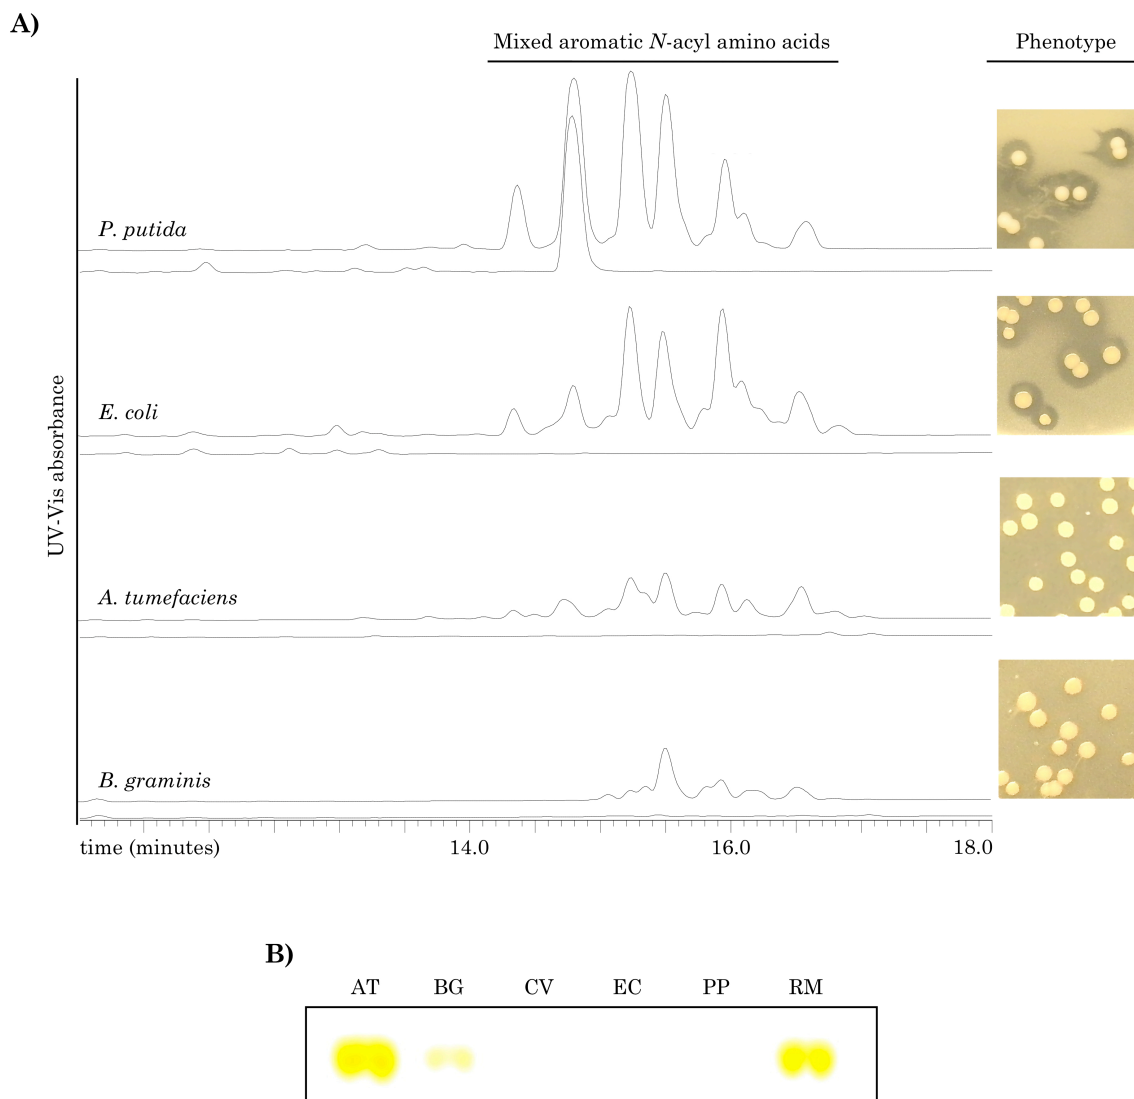 A)
Mixed aromatic N-acyl amino acids
Phenotype
P. putida
E. coli
A. tumefaciens
B. graminis
UV-Vis absorbance
time (minutes) 14.0 16.0 18.0
B)
AT BG CV EC PP RM